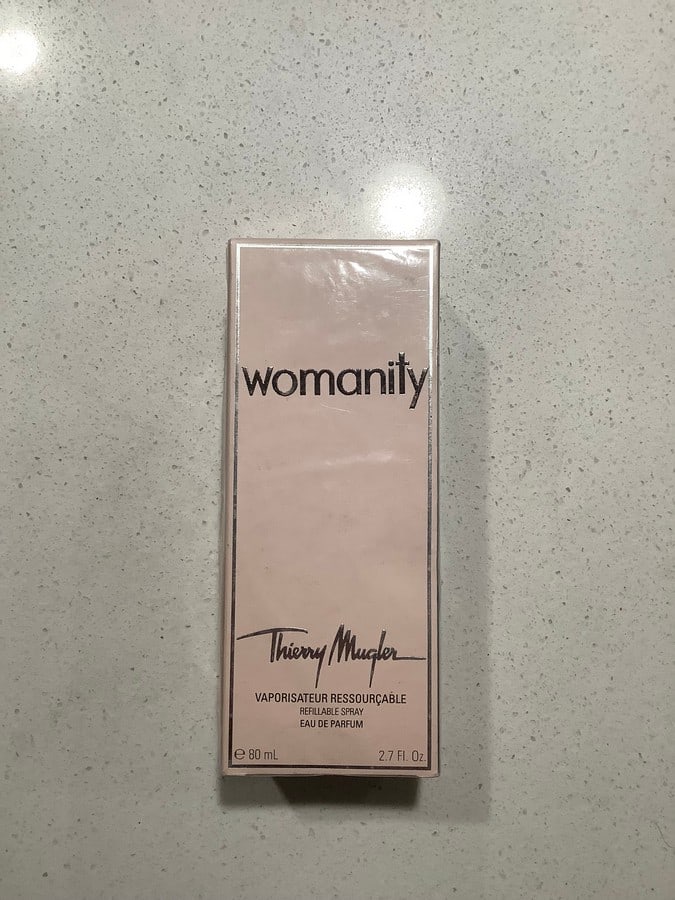 womanity
Thierry Mugler
VAPORISATEUR RESSOURÇABLE
REFILLABLE SPRAY
EAU DE PARFUM
℮ 80 mL 2.7 Fl. Oz.